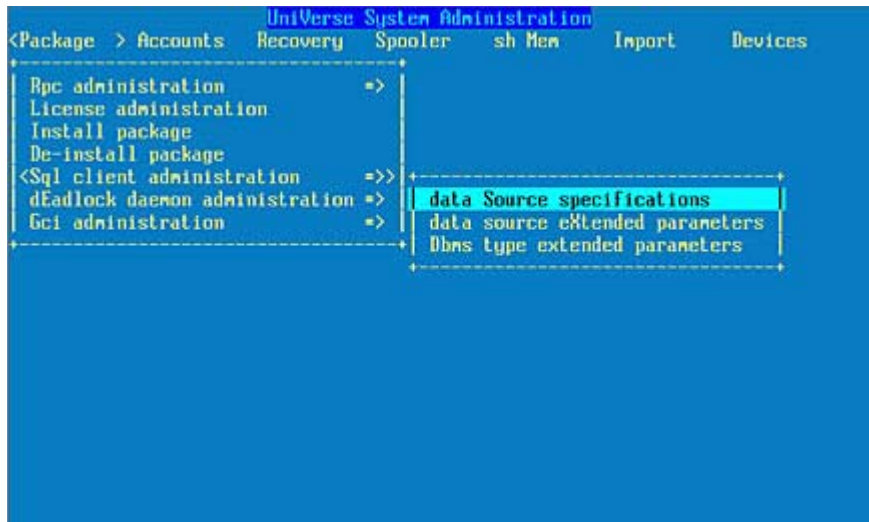 UniVerse System Administration
<Package > Accounts Recovery Spooler sh Mem Import Devices
Rpc administration =>
License administration
Install package
De-install package
<Sql client administration =>>
dEadlock daemon administration =>
Gci administration =>
data Source specifications
data source eXtended parameters
Dbms type extended parameters